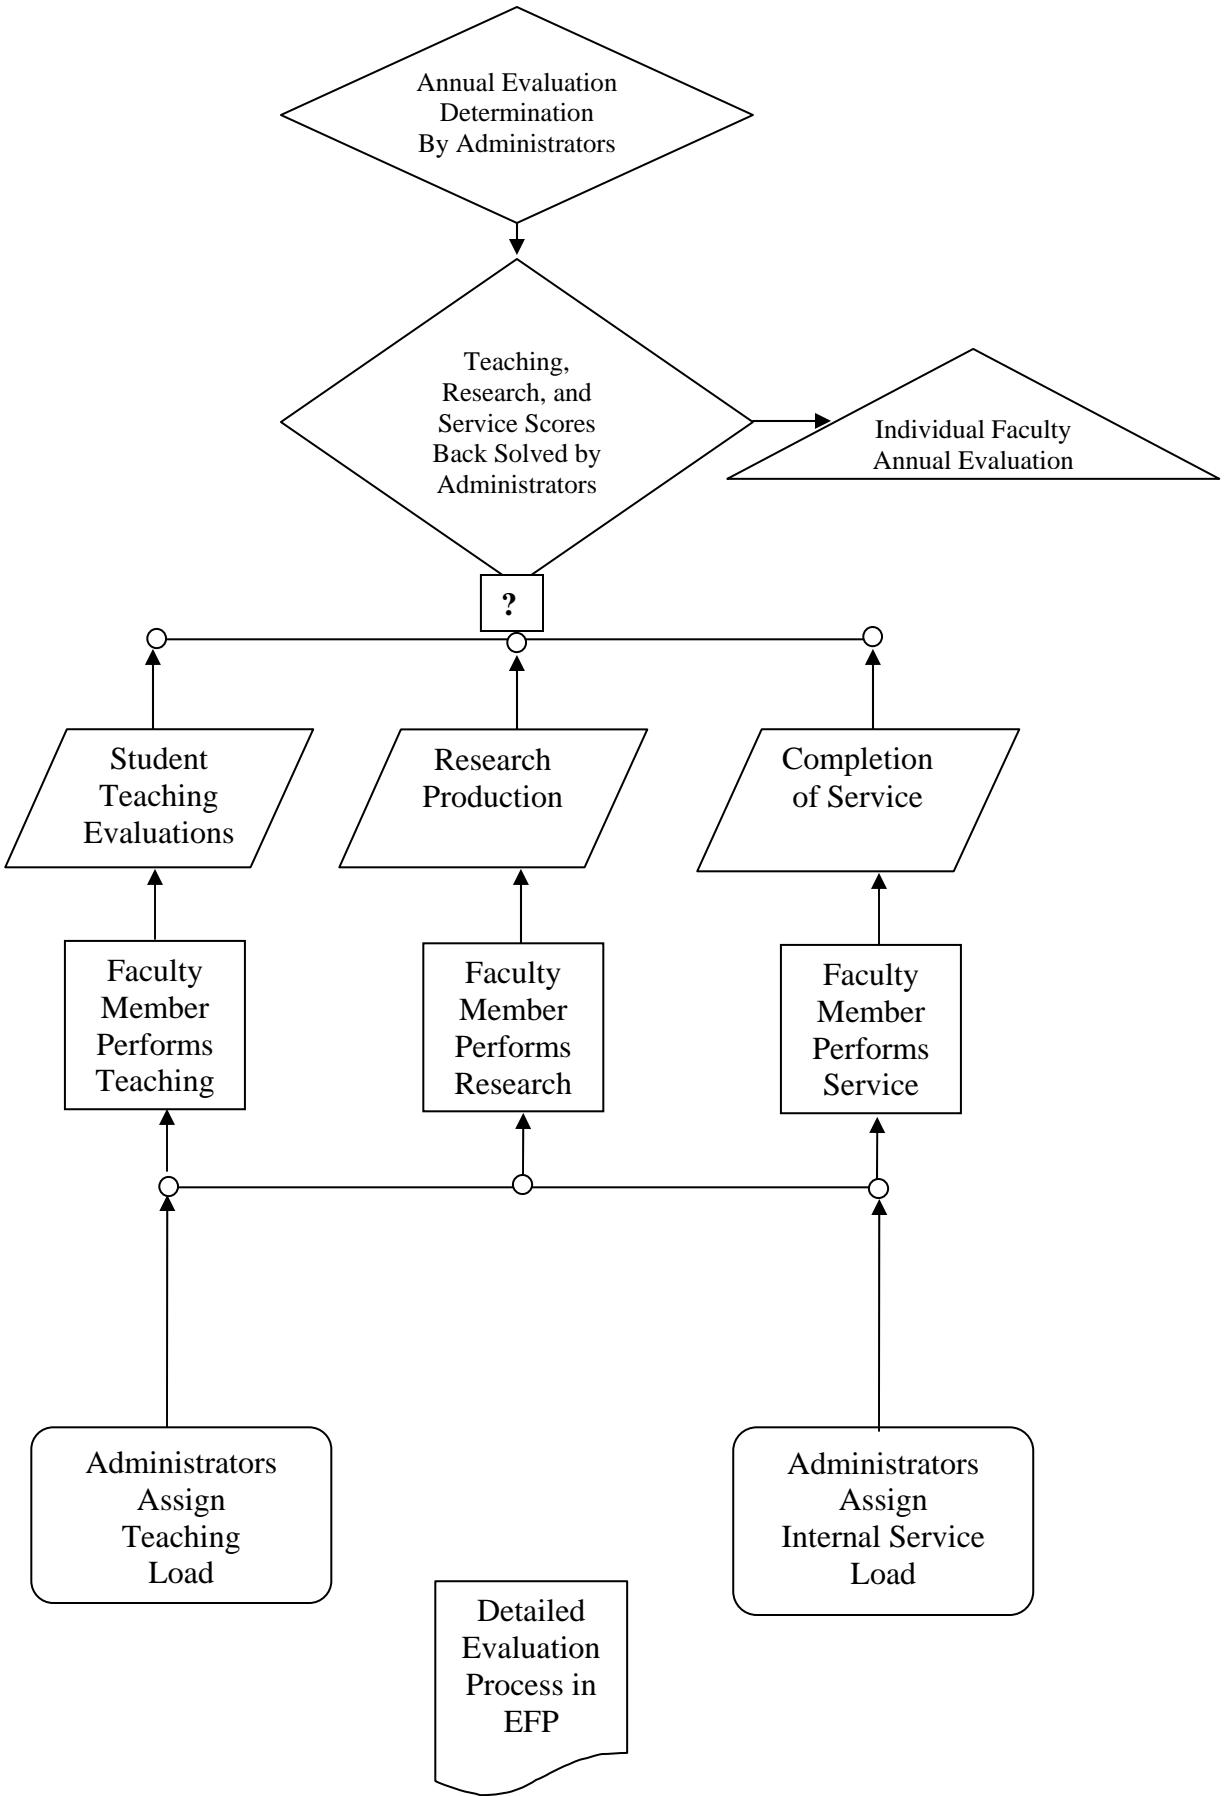 Annual Evaluation
Determination
By Administrators
Teaching,
Research, and
Service Scores
Back Solved by
Administrators
Individual Faculty
Annual Evaluation
?
Student
Teaching
Evaluations
Research
Production
Completion
of Service
Faculty
Member
Performs
Teaching
Faculty
Member
Performs
Research
Faculty
Member
Performs
Service
Administrators
Assign
Teaching
Load
Administrators
Assign
Internal Service
Load
Detailed
Evaluation
Process in
EFP